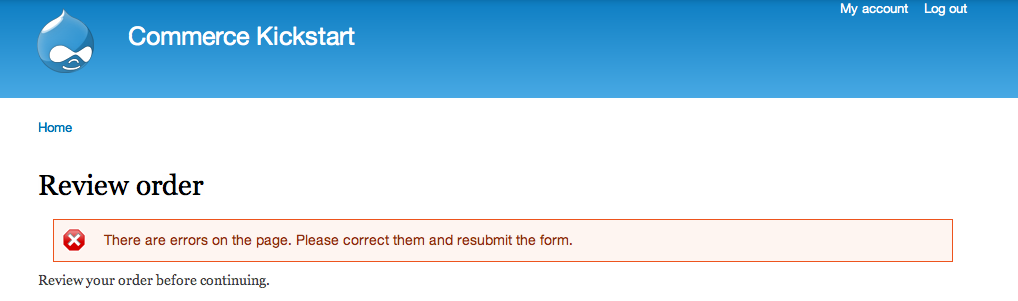 My account Log out
Commerce Kickstart
Home
Review order
There are errors on the page. Please correct them and resubmit the form.
Review your order before continuing.